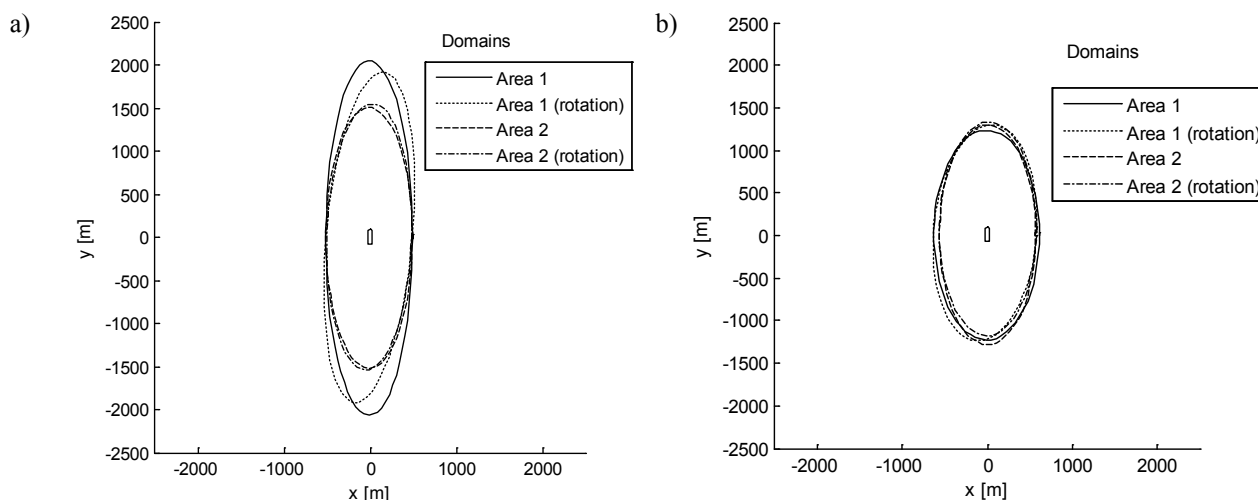 a)
2500
2000
1500
1000
500
0
-500
-1000
-1500
-2000
-2500
y [m]
-2000 -1000 0 1000 2000
x [m]
Domains
Area 1
Area 1 (rotation)
Area 2
Area 2 (rotation)
b)
2500
2000
1500
1000
500
0
-500
-1000
-1500
-2000
-2500
y [m]
-2000 -1000 0 1000 2000
x [m]
Domains
Area 1
Area 1 (rotation)
Area 2
Area 2 (rotation)